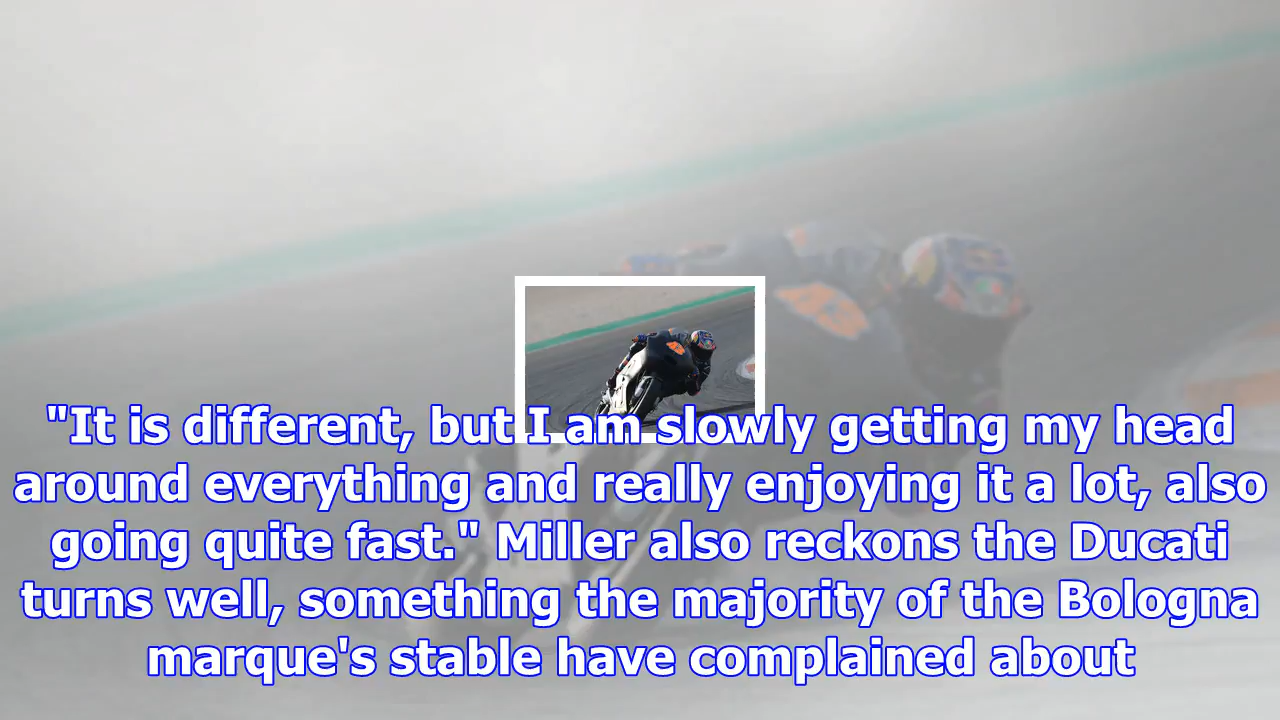 "It is different, but I am slowly getting my head
around everything and really enjoying it a lot, also
going quite fast." Miller also reckons the Ducati
turns well, something the majority of the Bologna
marque's stable have complained about